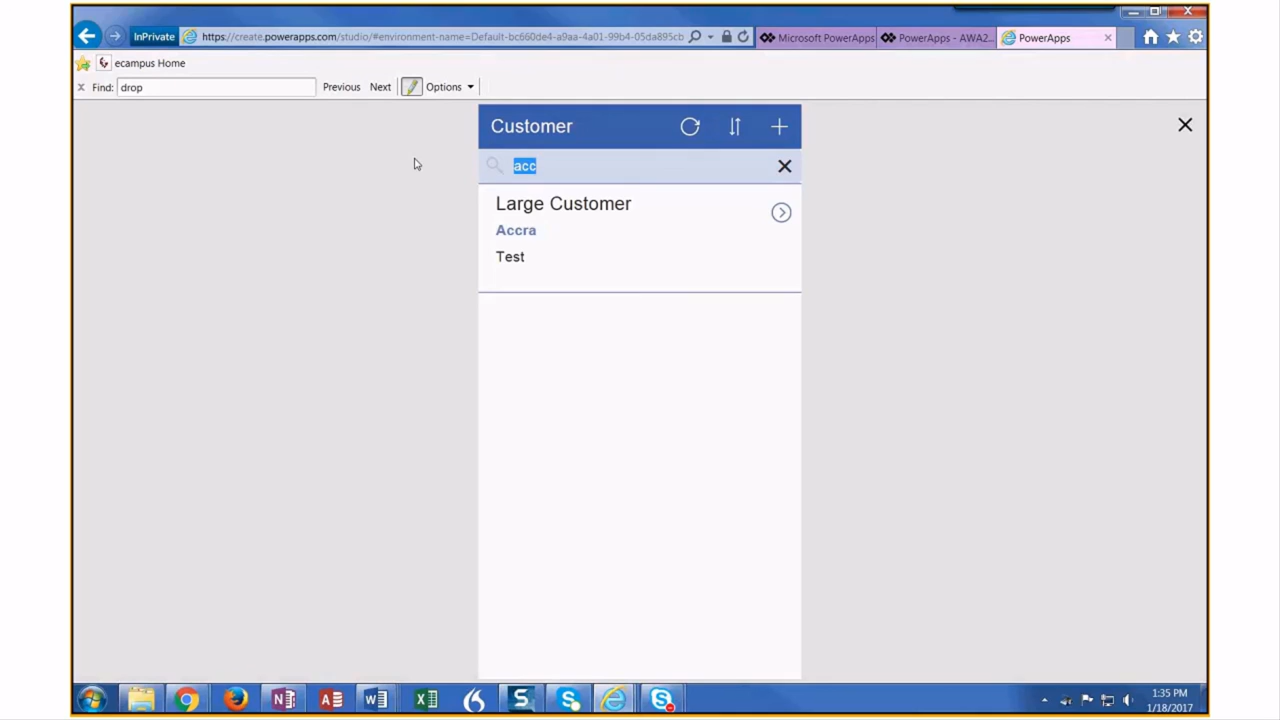 InPrivate
https://create.powerapps.com/studio/#environment-name=Default-bc660de4-a9aa-4a01-99b4-05da895cb
Microsoft PowerApps
PowerApps - AWA2...
PowerApps
ecampus Home
x Find: drop Previous Next Options
Customer
acc
Large Customer
Accra
Test
1:35 PM
1/18/2017